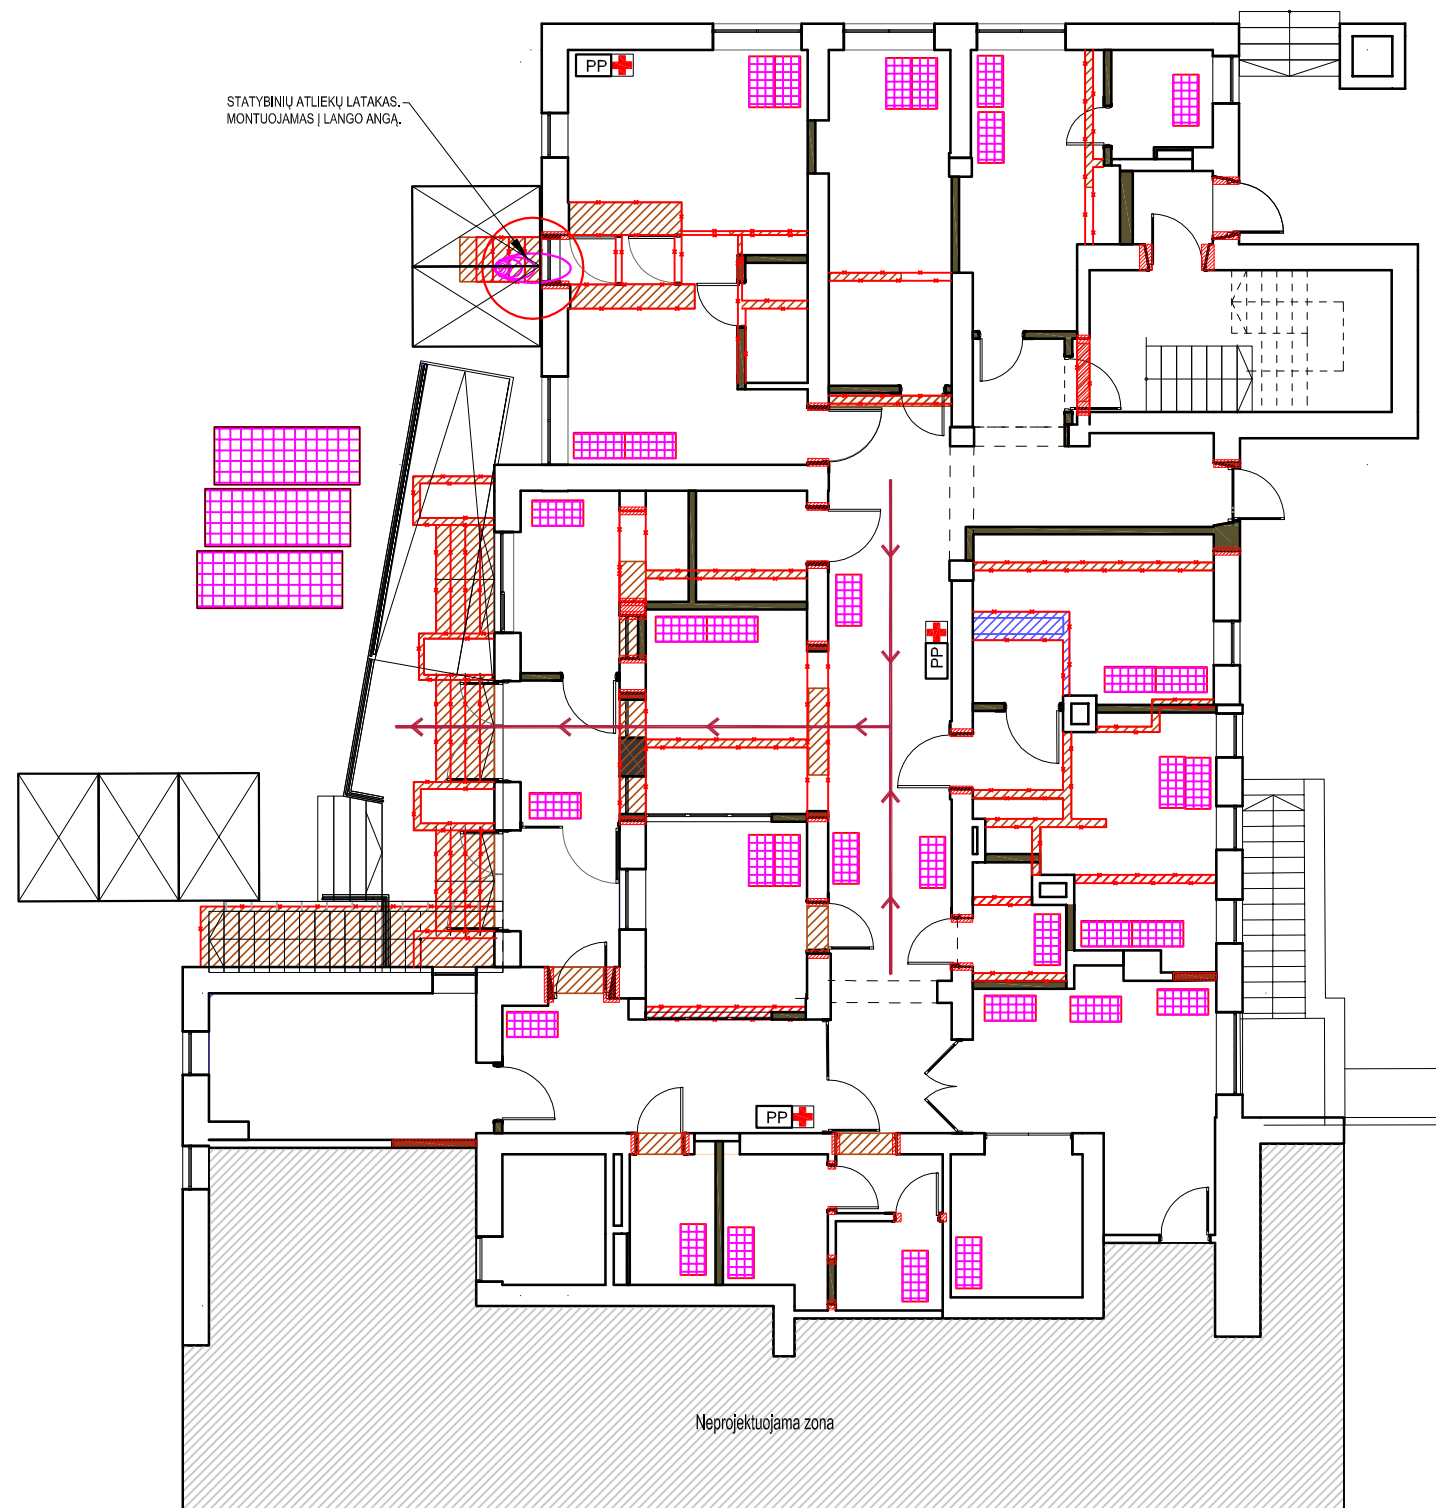 PP
STATYBINIŲ ATLIEKŲ LATAKAS.
MONTUOJAMAS Į LANGO ANGĄ.
PP
PP
Neprojektuojama zona